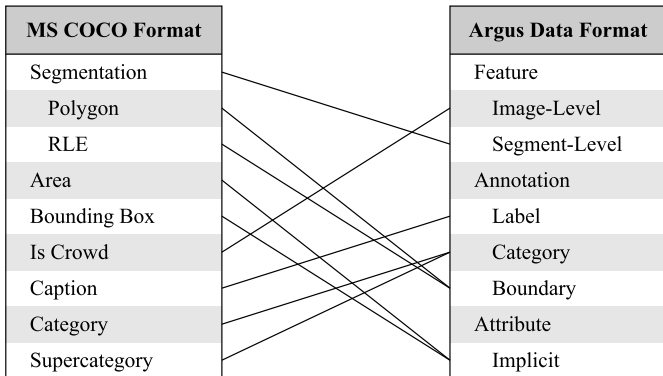 MS COCO Format
Segmentation
Polygon
RLE
Area
Bounding Box
Is Crowd
Caption
Category
Supercategory
Argus Data Format
Feature
Image-Level
Segment-Level
Annotation
Label
Category
Boundary
Attribute
Implicit